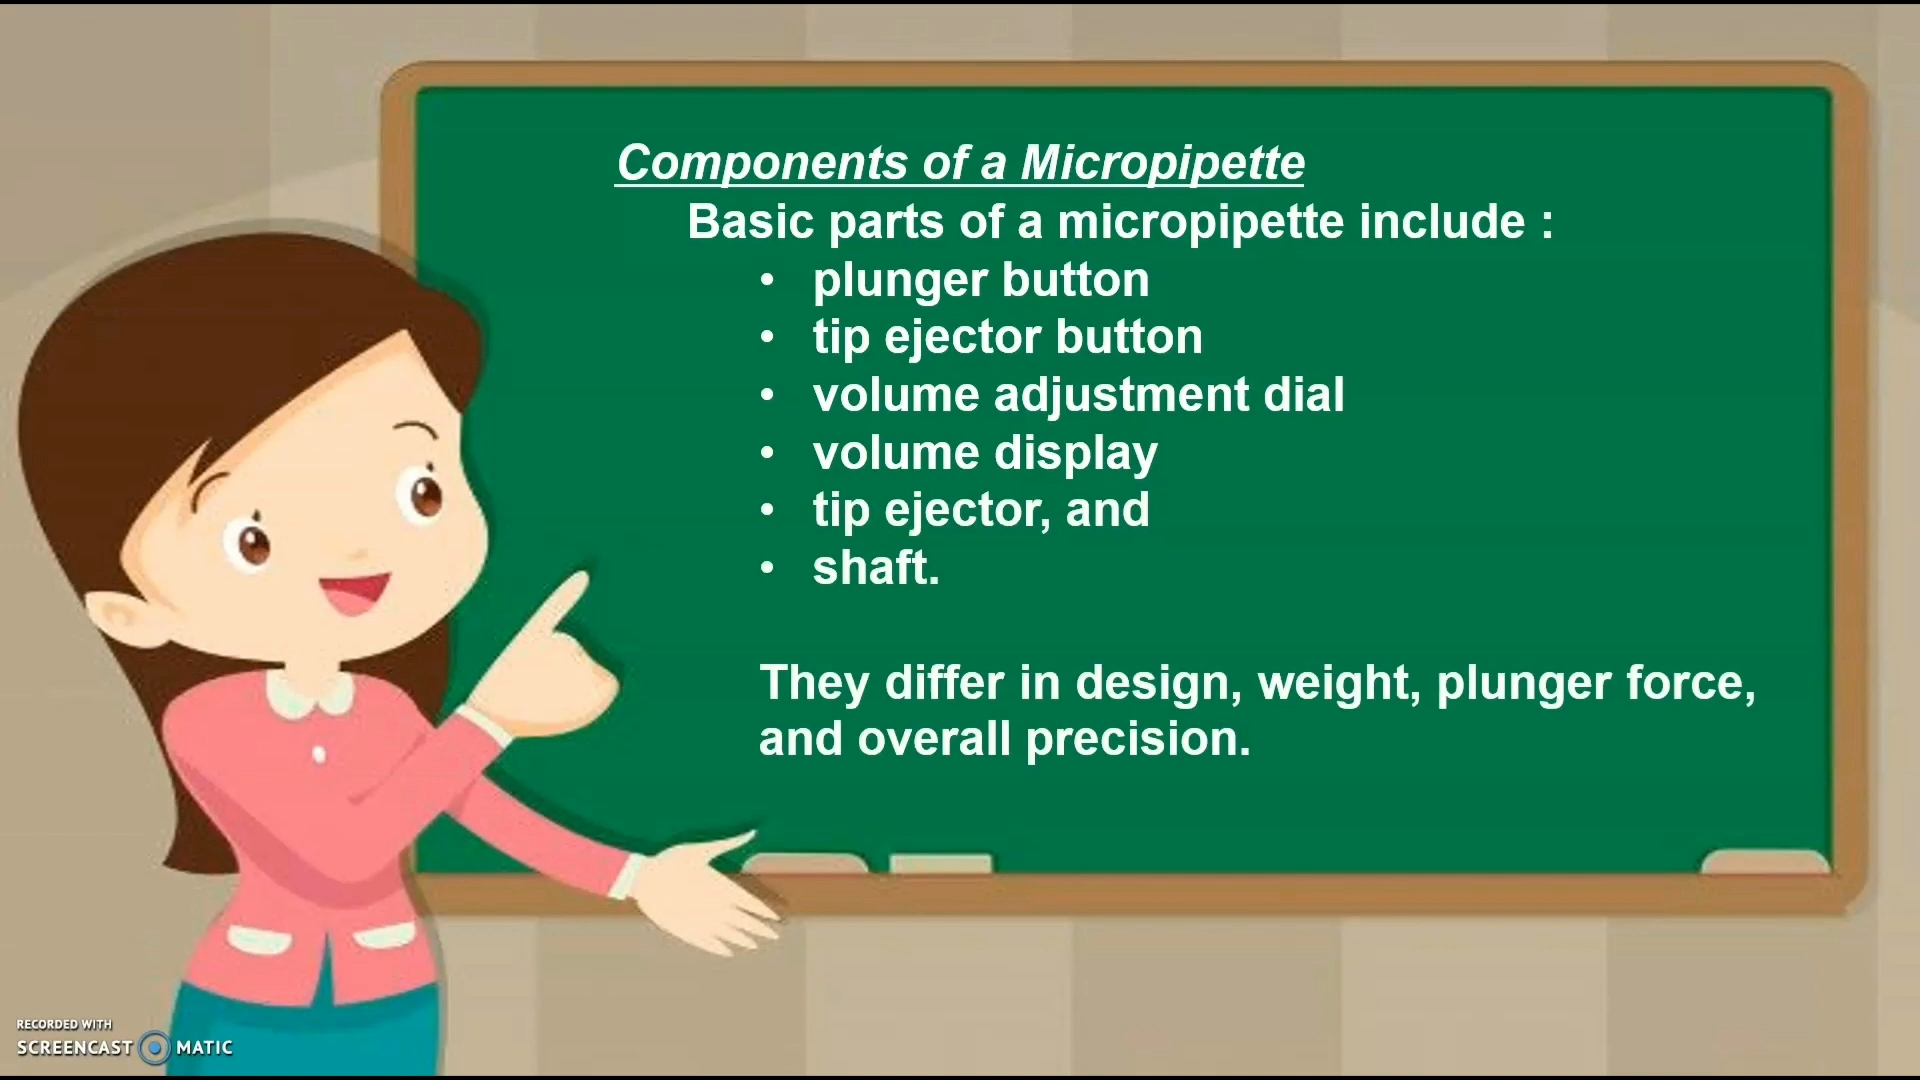 Components of a Micropipette
Basic parts of a micropipette include :
• plunger button
• tip ejector button
• volume adjustment dial
• volume display
• tip ejector, and
• shaft.
They differ in design, weight, plunger force,
and overall precision.
RECORDED WITH
SCREENCAST MATIC